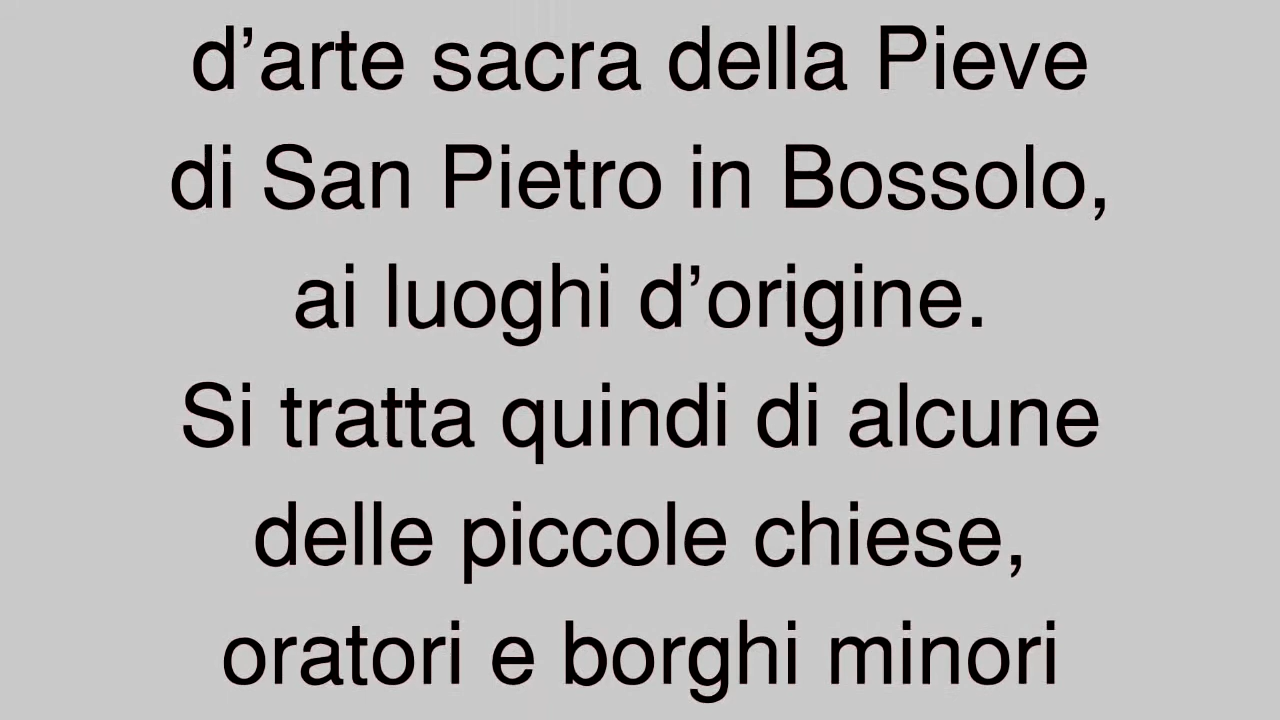 d’arte sacra della Pieve
di San Pietro in Bossolo,
ai luoghi d’origine.
Si tratta quindi di alcune
delle piccole chiese,
oratori e borghi minori